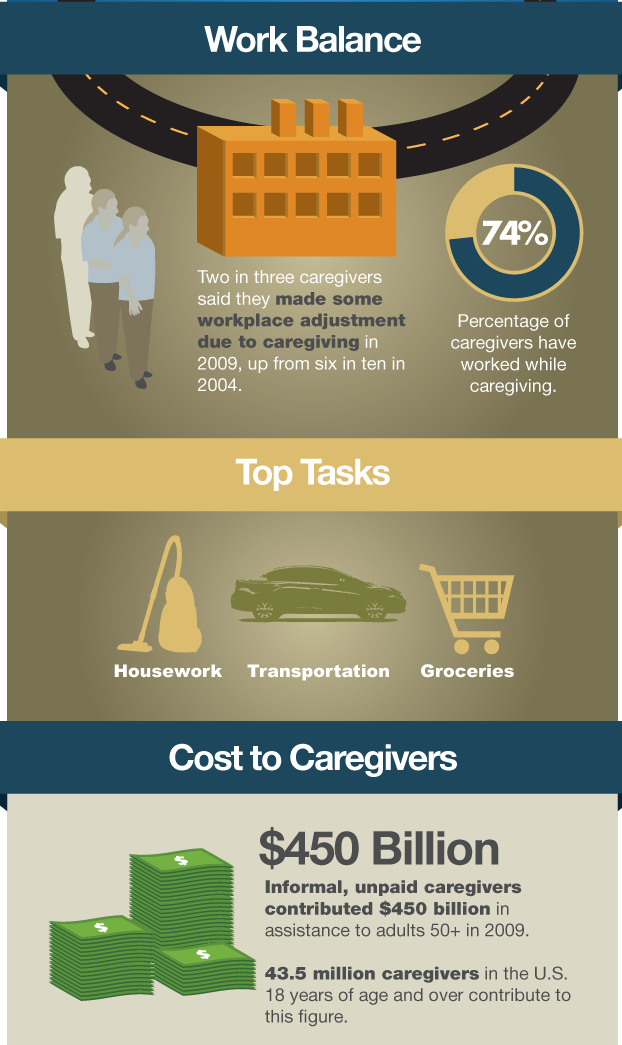 Work Balance
Two in three caregivers
said they made some
workplace adjustment
due to caregiving in
2009, up from six in ten in
2004.
74%
Percentage of
caregivers have
worked while
caregiving.
Top Tasks
Housework
Transportation
Groceries
Cost to Caregivers
$
$
$
$450 Billion
Informal, unpaid caregivers
contributed $450 billion in
assistance to adults 50+ in 2009.
43.5 million caregivers in the U.S.
18 years of age and over contribute to
this figure.